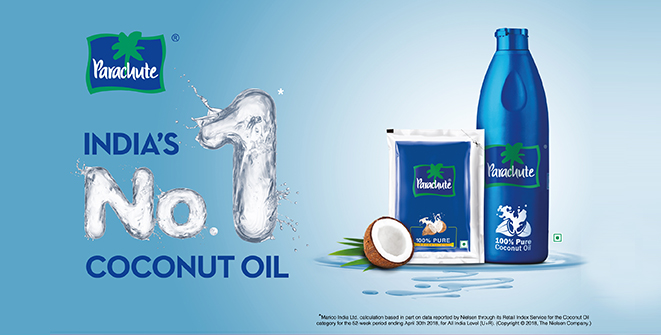 Parachute
®
INDIA'S
No.1*
COCONUT OIL
Parachute
100% PURE
Parachute
100% Pure
Coconut Oil
*Marico India Ltd. calculation based in part on data reported by Nielsen through its Retail Index Service for the Coconut Oil
category for the 52-week period ending April 30th 2018, for All India Level (U+R). (Copyright © 2018, The Nielsen Company.)